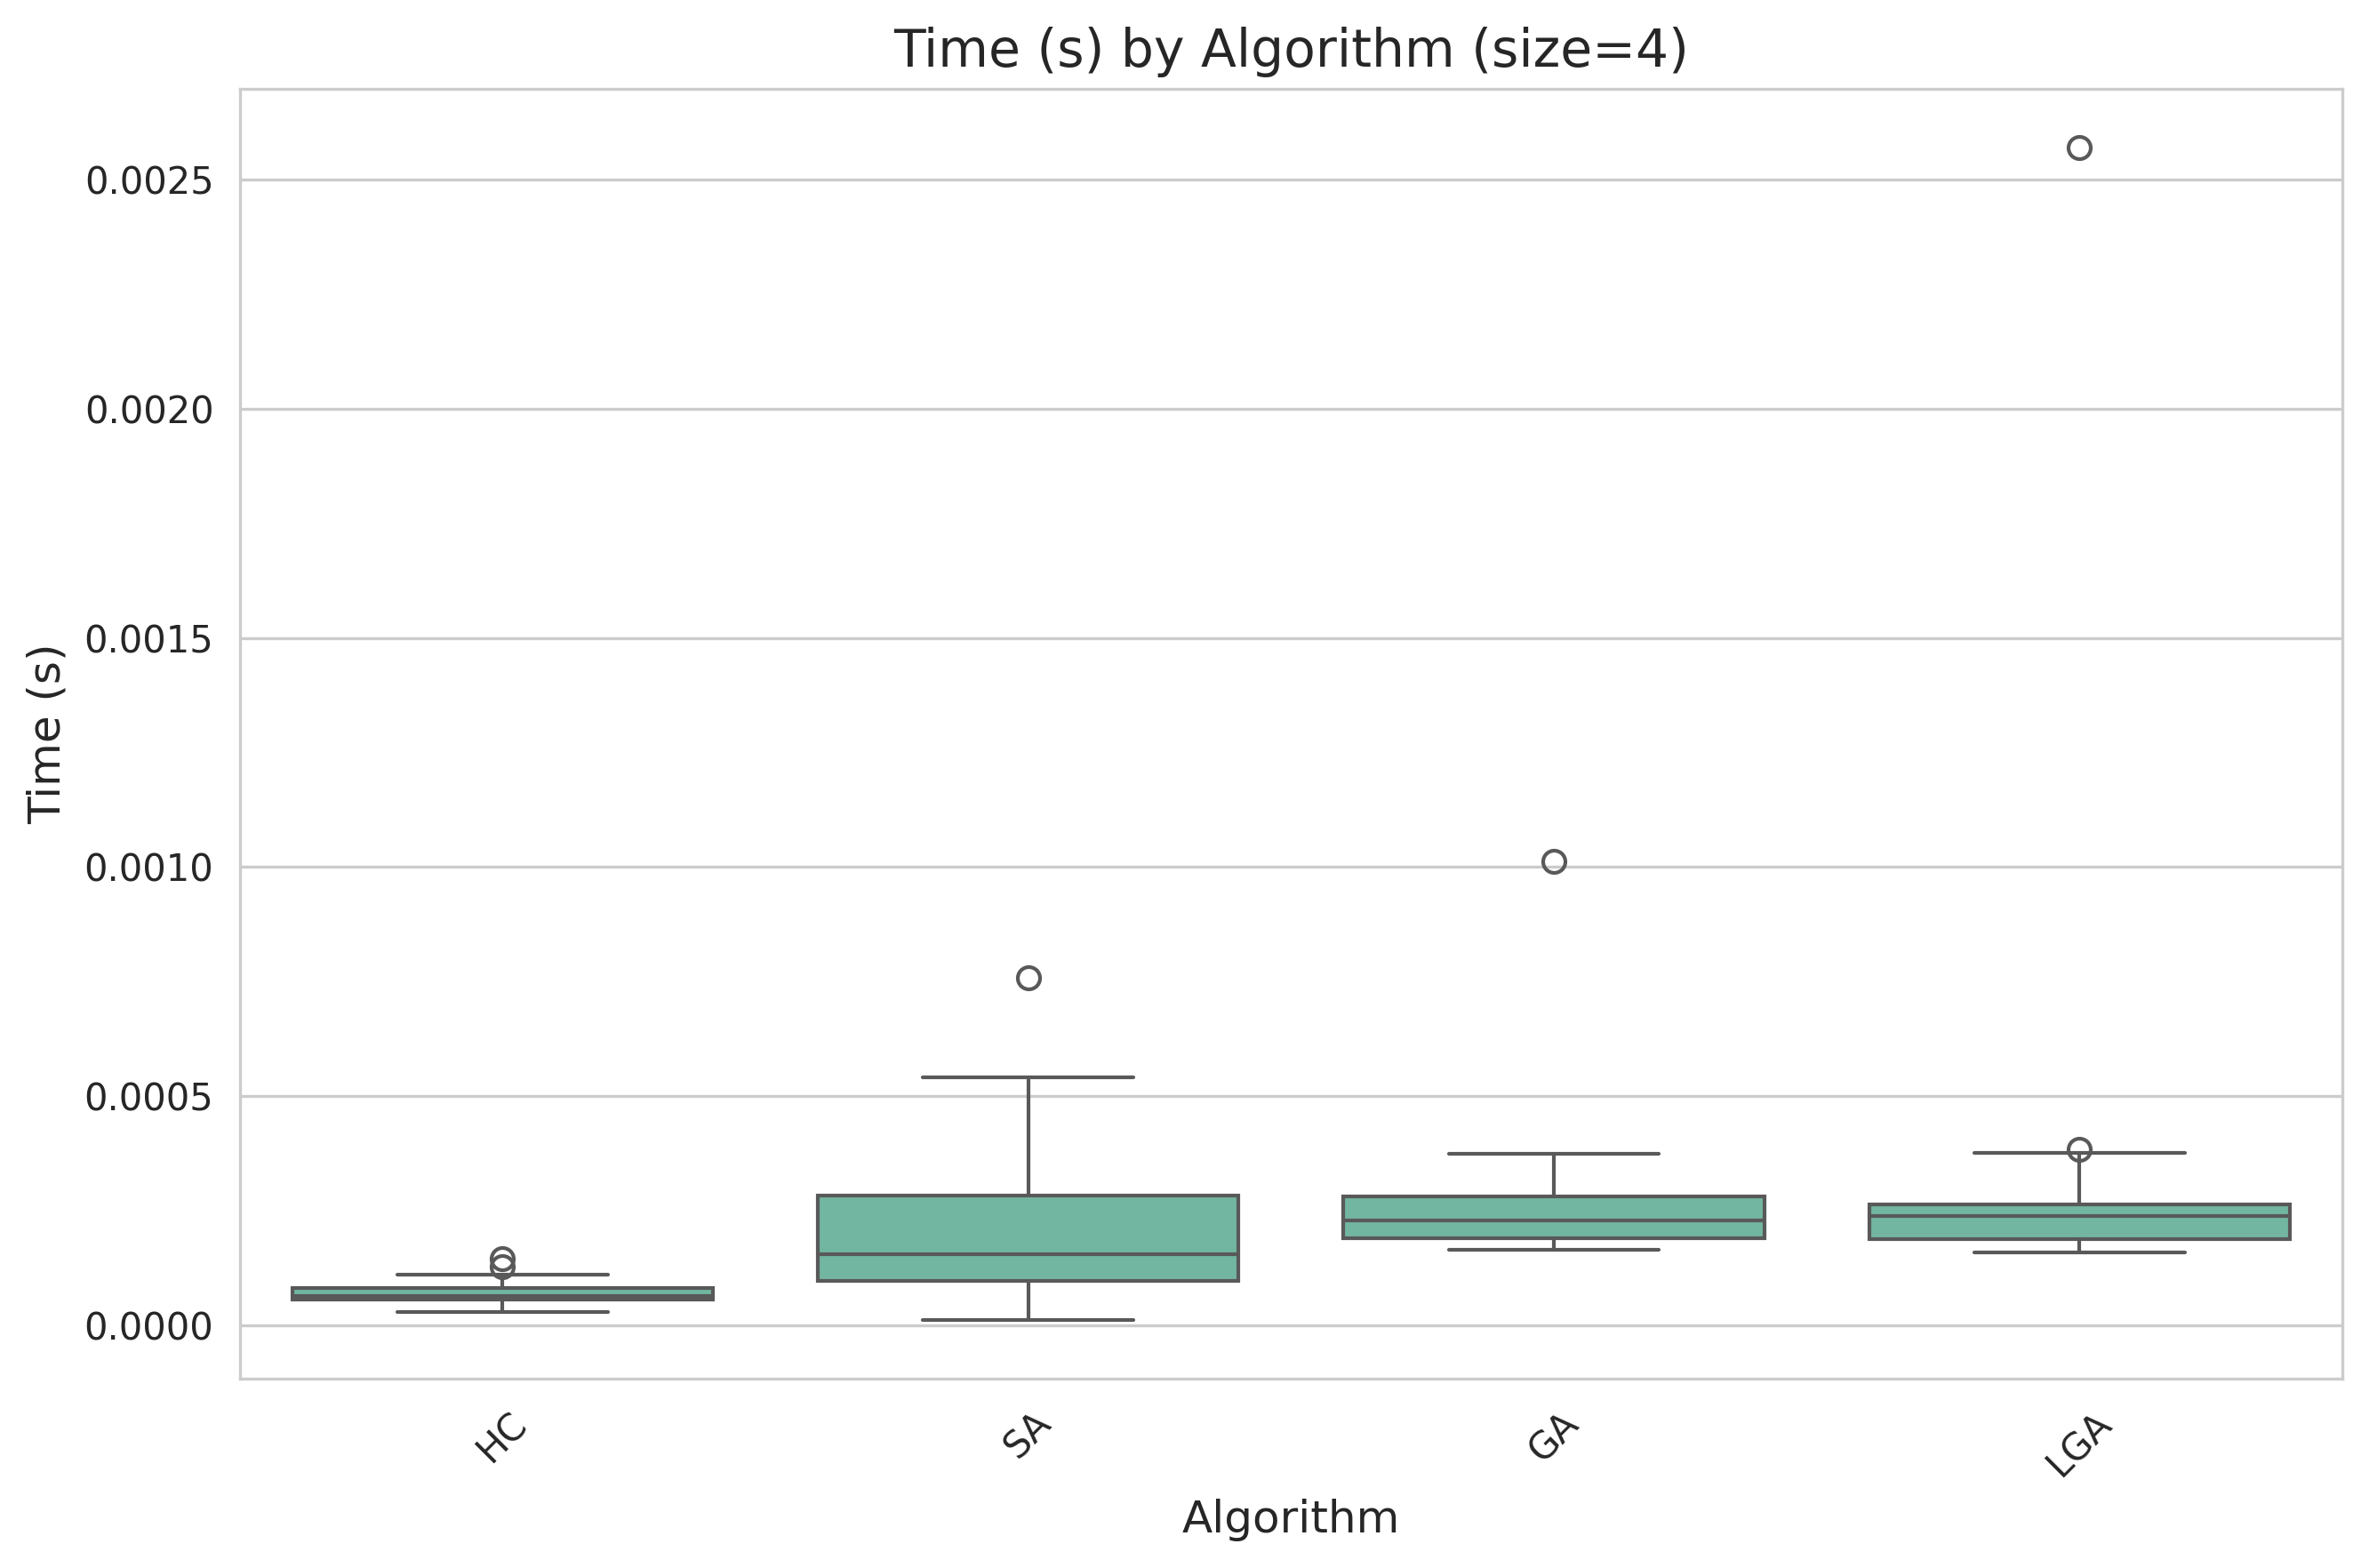 Time (s) by Algorithm (size=4)
Time (s)
0.0025
0.0020
0.0015
0.0010
0.0005
0.0000
HC
SA
GA
LGA
Algorithm